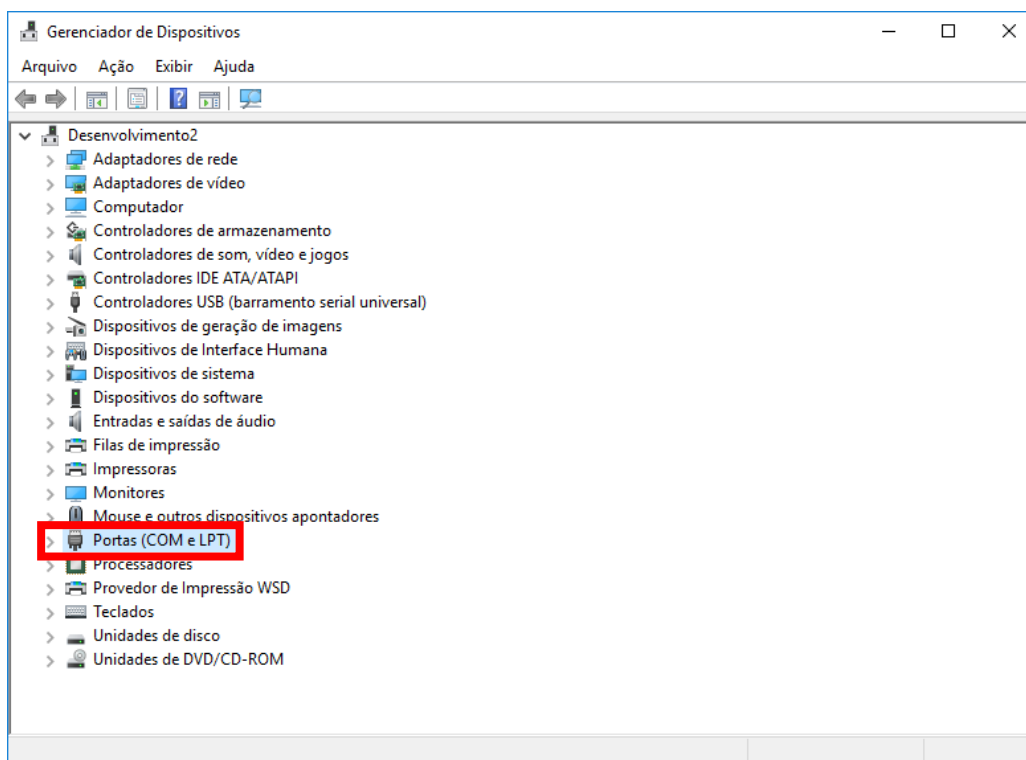 Gerenciador de Dispositivos
Arquivo Ação Exibir Ajuda
Desenvolvimento2
Adaptadores de rede
Adaptadores de vídeo
Computador
Controladores de armazenamento
Controladores de som, vídeo e jogos
Controladores IDE ATA/ATAPI
Controladores USB (barramento serial universal)
Dispositivos de geração de imagens
Dispositivos de Interface Humana
Dispositivos de sistema
Dispositivos do software
Entradas e saídas de áudio
Filas de impressão
Impressoras
Monitores
Mouse e outros dispositivos apontadores
Portas (COM e LPT)
Processadores
Provedor de Impressão WSD
Teclados
Unidades de disco
Unidades de DVD/CD-ROM